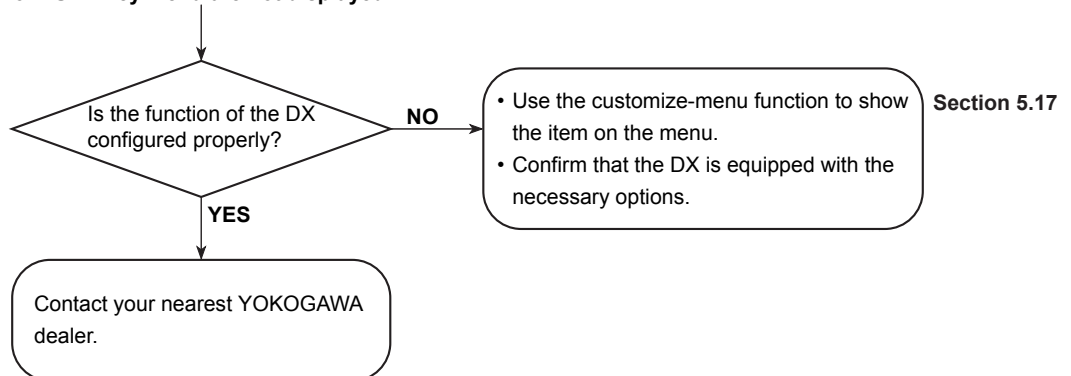 Is the function of the DX
configured properly?
NO
• Use the customize-menu function to show
the item on the menu.
• Confirm that the DX is equipped with the
necessary options.
Section 5.17
YES
Contact your nearest YOKOGAWA
dealer.